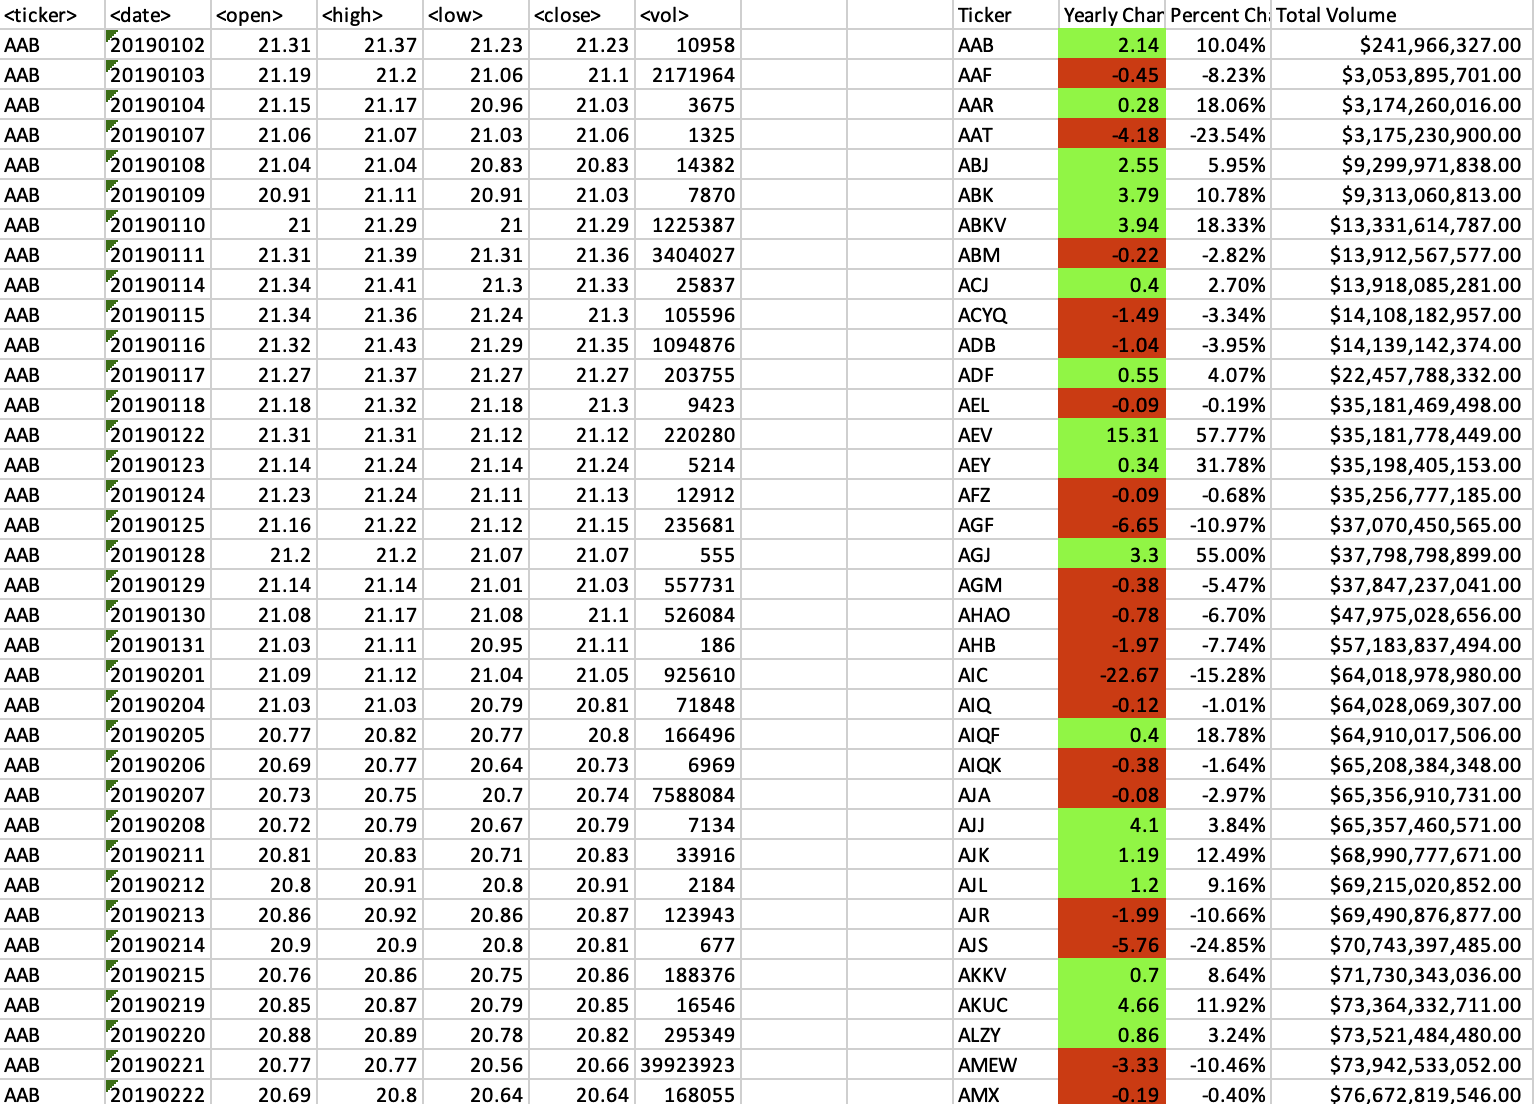 <ticker> <date> <open> <high> <low> <close> <vol> Ticker Yearly Char Percent Cha Total Volume
AAB 20190102 21.31 21.37 21.23 21.23 10958 AAB 2.14 10.04% $241,966,327.00
AAB 20190103 21.19 21.2 21.06 21.1 2171964 AAF -0.45 -8.23% $3,053,895,701.00
AAB 20190104 21.15 21.17 20.96 21.03 3675 AAR 0.28 18.06% $3,174,260,016.00
AAB 20190107 21.06 21.07 21.03 21.06 1325 AAT -4.18 -23.54% $3,175,230,900.00
AAB 20190108 21.04 21.04 20.83 20.83 14382 ABJ 2.55 5.95% $9,299,971,838.00
AAB 20190109 20.91 21.11 20.91 21.03 7870 ABK 3.79 10.78% $9,313,060,813.00
AAB 20190110 21 21.29 21 21.29 1225387 ABKV 3.94 18.33% $13,331,614,787.00
AAB 20190111 21.31 21.39 21.31 21.36 3404027 ABM -0.22 -2.82% $13,912,567,577.00
AAB 20190114 21.34 21.41 21.3 21.33 25837 ACJ 0.4 2.70% $13,918,085,281.00
AAB 20190115 21.34 21.36 21.24 21.3 105596 ACYQ -1.49 -3.34% $14,108,182,957.00
AAB 20190116 21.32 21.43 21.29 21.35 1094876 ADB -1.04 -3.95% $14,139,142,374.00
AAB 20190117 21.27 21.37 21.27 21.27 203755 ADF 0.55 4.07% $22,457,788,332.00
AAB 20190118 21.18 21.32 21.18 21.3 9423 AEL -0.09 -0.19% $35,181,469,498.00
AAB 20190122 21.31 21.31 21.12 21.12 220280 AEV 15.31 57.77% $35,181,778,449.00
AAB 20190123 21.14 21.24 21.14 21.24 5214 AEY 0.34 31.78% $35,198,405,153.00
AAB 20190124 21.23 21.24 21.11 21.13 12912 AFZ -0.09 -0.68% $35,256,777,185.00
AAB 20190125 21.16 21.22 21.12 21.15 235681 AGF -6.65 -10.97% $37,070,450,565.00
AAB 20190128 21.2 21.2 21.07 21.07 555 AGJ 3.3 55.00% $37,798,798,899.00
AAB 20190129 21.14 21.14 21.01 21.03 557731 AGM -0.38 -5.47% $37,847,237,041.00
AAB 20190130 21.08 21.17 21.08 21.1 526084 AHAO -0.78 -6.70% $47,975,028,656.00
AAB 20190131 21.03 21.11 20.95 21.11 186 AHB -1.97 -7.74% $57,183,837,494.00
AAB 20190201 21.09 21.12 21.04 21.05 925610 AIC -22.67 -15.28% $64,018,978,980.00
AAB 20190204 21.03 21.03 20.79 20.81 71848 AIQ -0.12 -1.01% $64,028,069,307.00
AAB 20190205 20.77 20.82 20.77 20.8 166496 AIQF 0.4 18.78% $64,910,017,506.00
AAB 20190206 20.69 20.77 20.64 20.73 6969 AIQK -0.38 -1.64% $65,208,384,348.00
AAB 20190207 20.73 20.75 20.7 20.74 7588084 AJA -0.08 -2.97% $65,356,910,731.00
AAB 20190208 20.72 20.79 20.67 20.79 7134 AJJ 4.1 3.84% $65,357,460,571.00
AAB 20190211 20.81 20.83 20.71 20.83 33916 AJK 1.19 12.49% $68,990,777,671.00
AAB 20190212 20.8 20.91 20.8 20.91 2184 AJL 1.2 9.16% $69,215,020,852.00
AAB 20190213 20.86 20.92 20.86 20.87 123943 AJR -1.99 -10.66% $69,490,876,877.00
AAB 20190214 20.9 20.9 20.8 20.81 677 AJS -5.76 -24.85% $70,743,397,485.00
AAB 20190215 20.76 20.86 20.75 20.86 188376 AKKV 0.7 8.64% $71,730,343,036.00
AAB 20190219 20.85 20.87 20.79 20.85 16546 AKUC 4.66 11.92% $73,364,332,711.00
AAB 20190220 20.88 20.89 20.78 20.82 295349 ALZY 0.86 3.24% $73,521,484,480.00
AAB 20190221 20.77 20.77 20.56 20.66 39923923 AMEW -3.33 -10.46% $73,942,533,052.00
AAB 20190222 20.69 20.8 20.64 20.64 168055 AMX -0.19 -0.40% $76,672,819,546.00